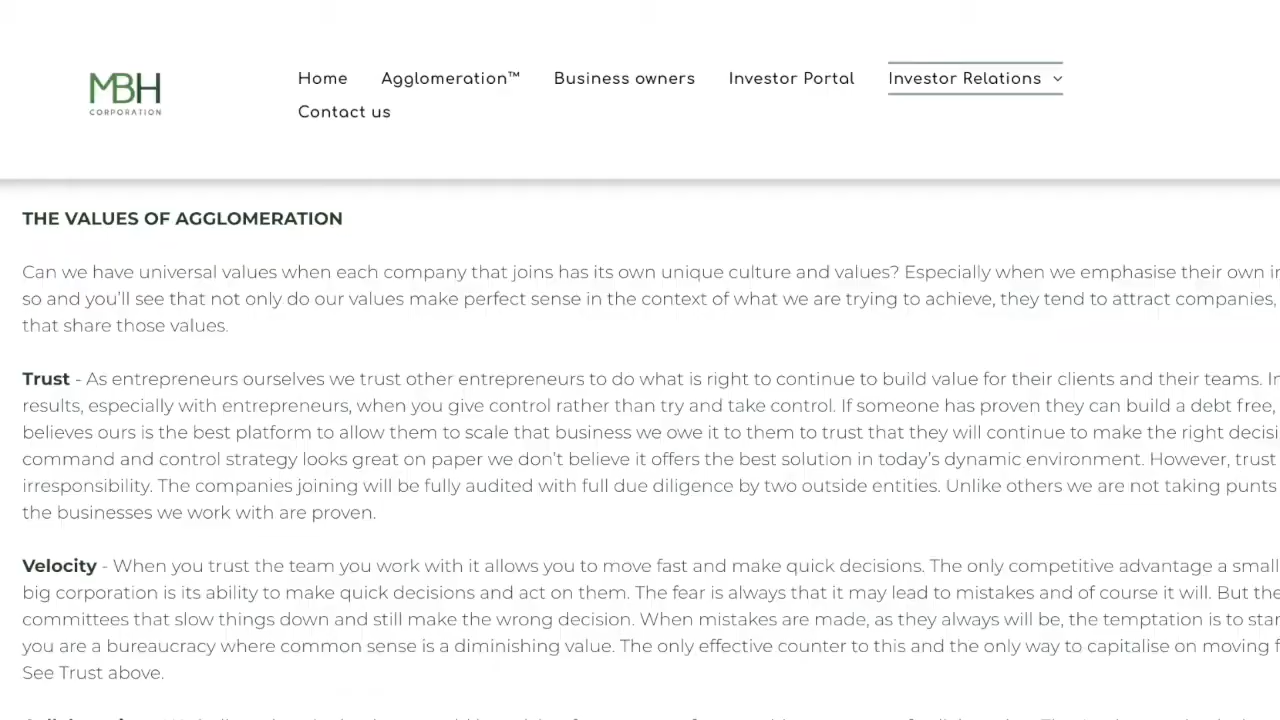 MBH
CORPORATION
Home Agglomeration™ Business owners Investor Portal Investor Relations
Contact us
THE VALUES OF AGGLOMERATION
Can we have universal values when each company that joins has its own unique culture and values? Especially when we emphasise their own
so and you'll see that not only do our values make perfect sense in the context of what we are trying to achieve, they tend to attract companies,
that share those values.
Trust - As entrepreneurs ourselves we trust other entrepreneurs to do what is right to continue to build value for their clients and their teams.
results, especially with entrepreneurs, when you give control rather than try and take control. If someone has proven they can build a debt free,
believes ours is the best platform to allow them to scale that business we owe it to them to trust that they will continue to make the right
command and control strategy looks great on paper we don't believe it offers the best solution in today's dynamic environment. However, trust
irresponsibility. The companies joining will be fully audited with full due diligence by two outside entities. Unlike others we are not taking punts
the businesses we work with are proven.
Velocity - When you trust the team you work with it allows you to move fast and make quick decisions. The only competitive advantage a small
big corporation is its ability to make quick decisions and act on them. The fear is always that it may lead to mistakes and of course it will. But
committees that slow things down and still make the wrong decision. When mistakes are made, as they always will be, the temptation is to
you are a bureaucracy where common sense is a diminishing value. The only effective counter to this and the only way to capitalise on moving
See Trust above.